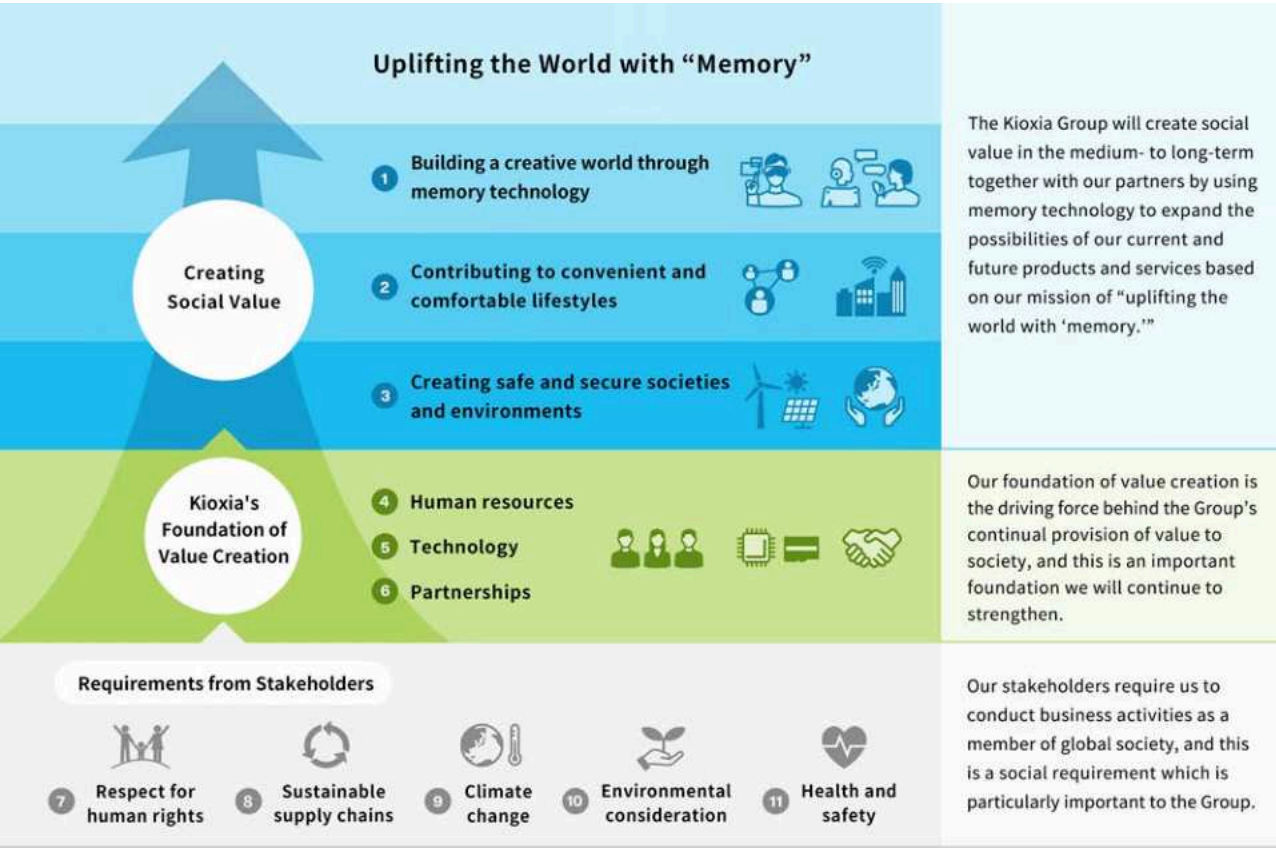 Uplifting the World with “Memory”
1 Building a creative world through
memory technology
2 Contributing to convenient and
comfortable lifestyles
3 Creating safe and secure societies
and environments
Creating
Social Value
The Kioxia Group will create social
value in the medium- to long-term
together with our partners by using
memory technology to expand the
possibilities of our current and
future products and services based
on our mission of “uplifting the
world with ‘memory.’”
Kioxia's
Foundation of
Value Creation
4 Human resources
5 Technology
6 Partnerships
Our foundation of value creation is
the driving force behind the Group’s
continual provision of value to
society, and this is an important
foundation we will continue to
strengthen.
Requirements from Stakeholders
7 Respect for
human rights
8 Sustainable
supply chains
9 Climate
change
10 Environmental
consideration
11 Health and
safety
Our stakeholders require us to
conduct business activities as a
member of global society, and this
is a social requirement which is
particularly important to the Group.